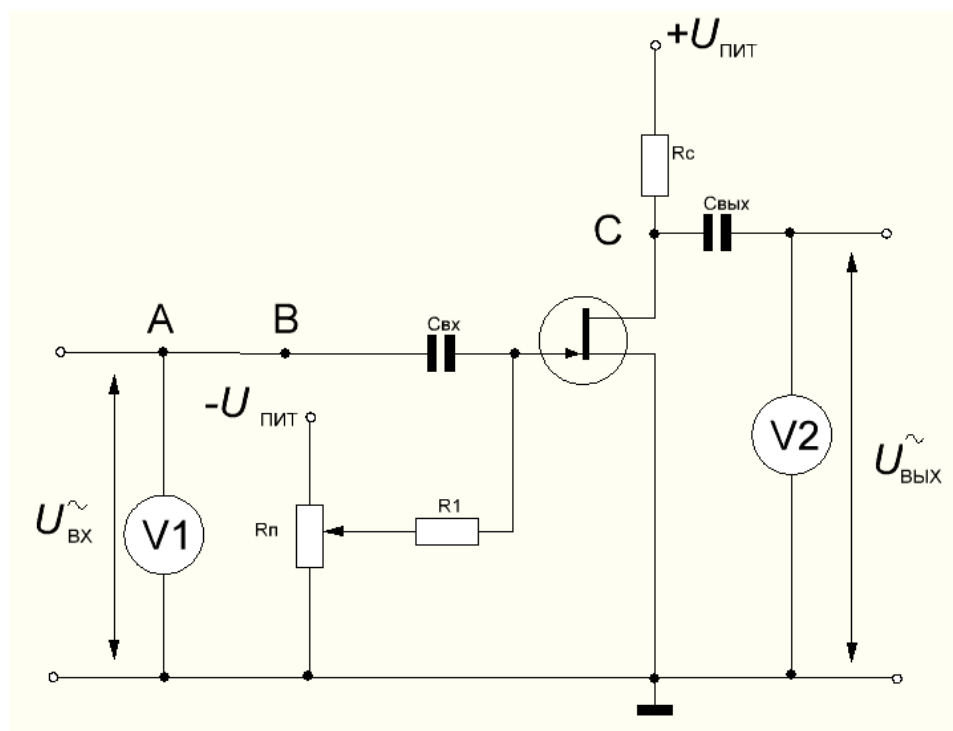 +U ПИТ
Rc
Cвых
C
A
B
Cвх
-U ПИТ
V2
U~ ВЫХ
R1
U~ ВХ
V1
Rп